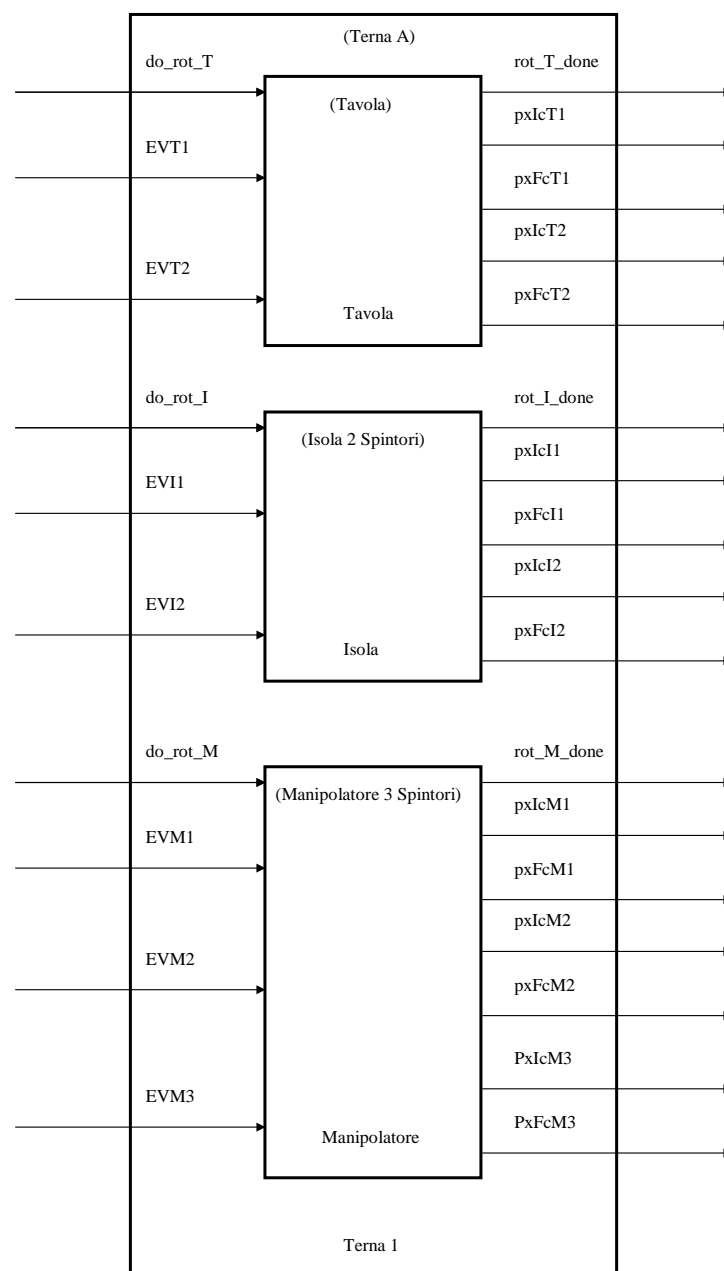 (Terna A)
do_rot_T
rot_T_done
(Tavola)
pxIcT1
EVT1
pxFcT1
pxIcT2
EVT2
pxFcT2
Tavola
do_rot_I
rot_I_done
(Isola 2 Spintori)
pxIcI1
EVI1
pxFcI1
pxIcI2
EVI2
pxFcI2
Isola
do_rot_M
rot_M_done
(Manipolatore 3 Spintori)
pxIcM1
EVM1
pxFcM1
pxIcM2
EVM2
pxFcM2
PxIcM3
EVM3
PxFcM3
Manipolatore
Terna 1